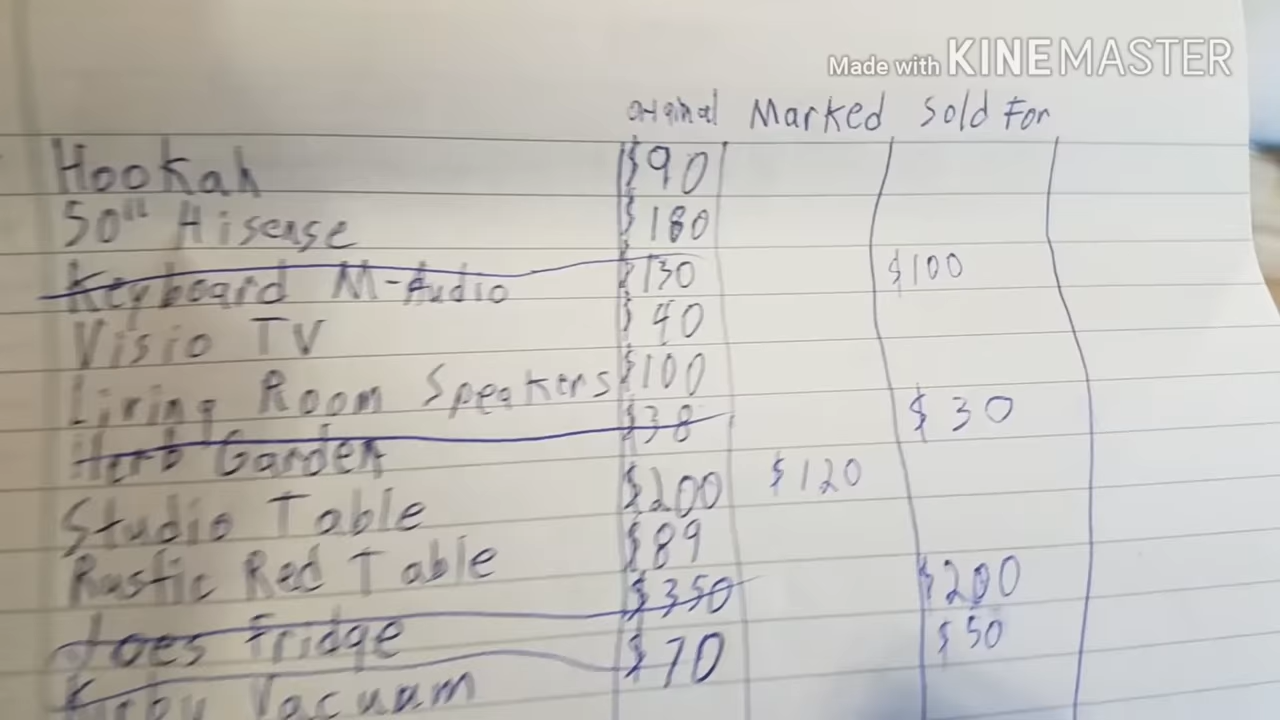 Made with KINEMASTER
original Marked Sold For
Hookah $90
50" Hisense $180
Keyboard M-Audio $130 $100
Visio TV $40
Living Room Speakers $100
Herb Garden $38 $30
Studio Table $200 $120
Rustic Red Table $89
Joes Fridge $350 $200
Kirby Vacuum $70 $50